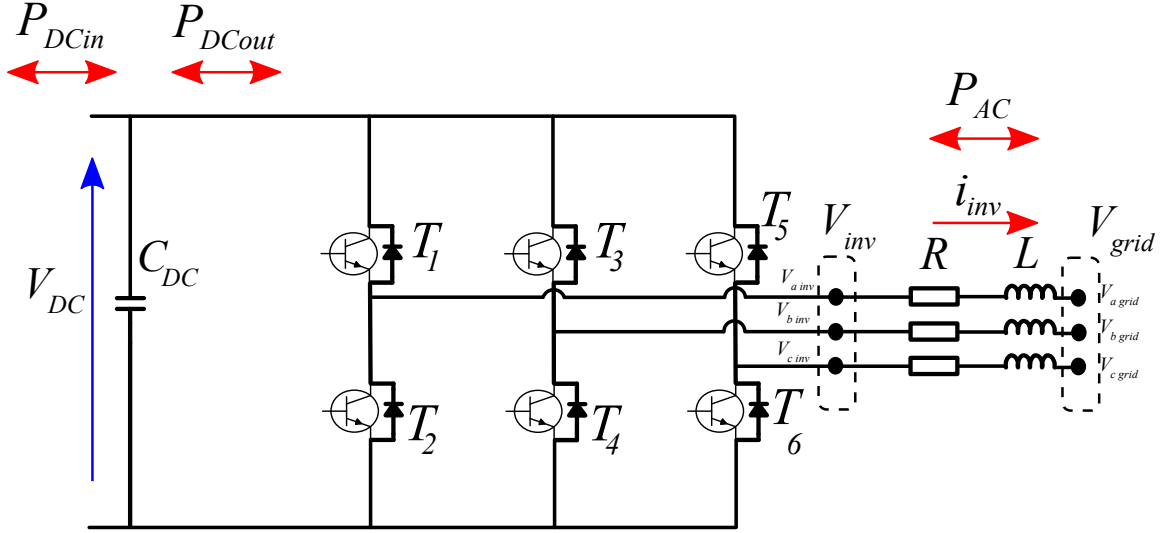 P_DCin
P_DCout
P_AC
i_inv
V_DC
C_DC
T_1
T_3
T_5
V_inv
R
L
V_grid
V_a inv
V_a grid
V_b inv
V_b grid
V_c inv
V_c grid
T_2
T_4
T_6